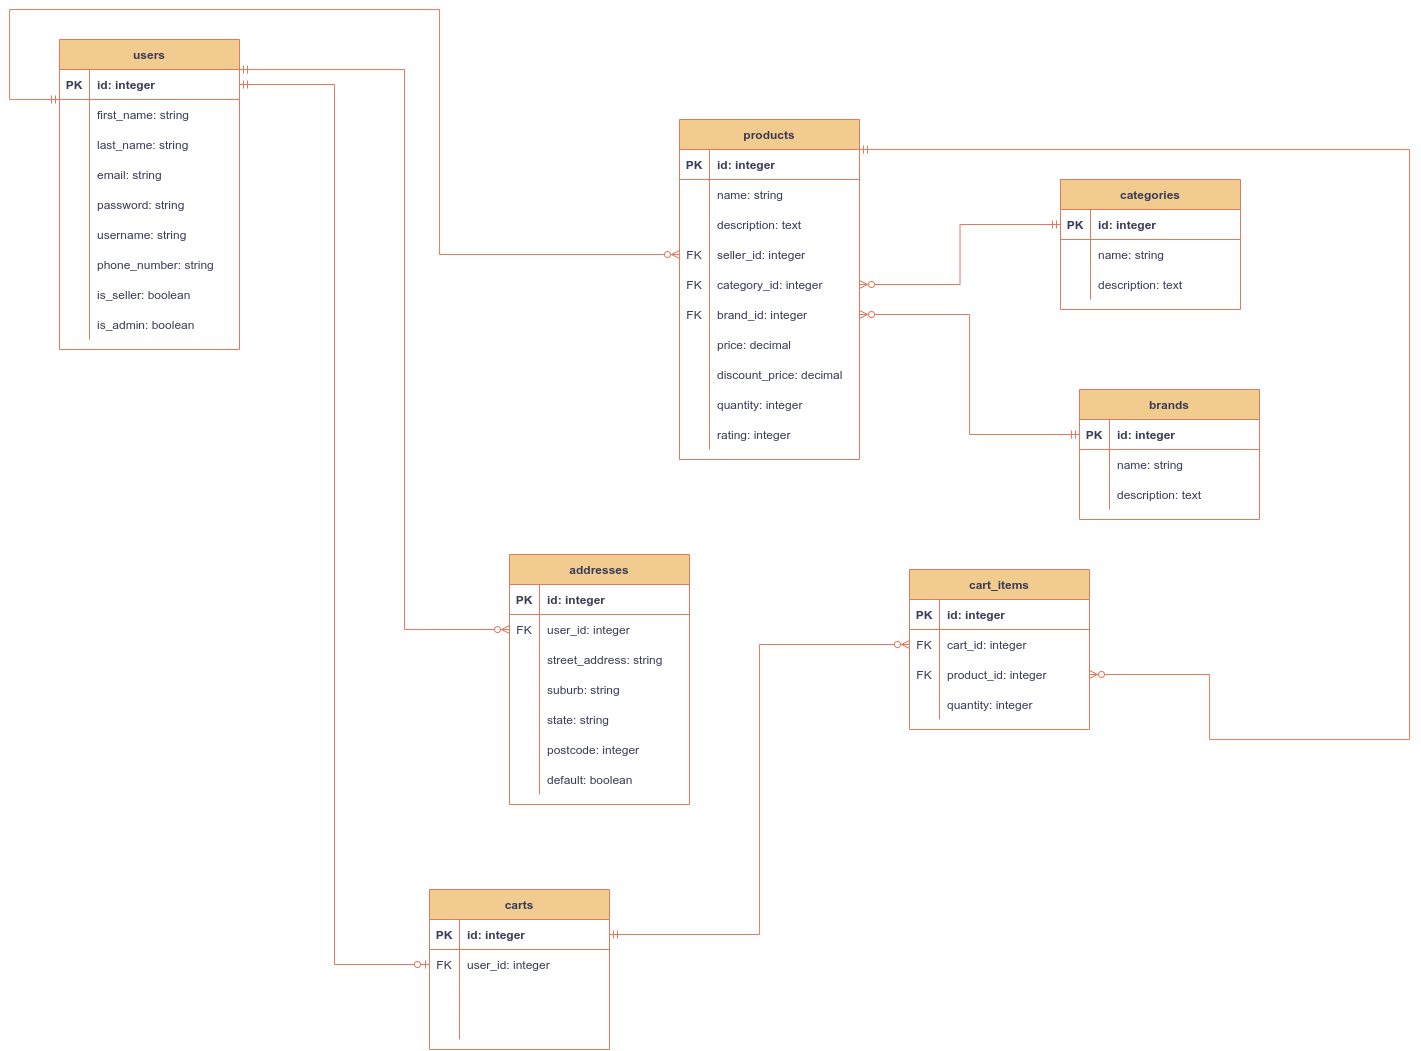 users
PK id: integer
first_name: string
last_name: string
email: string
password: string
username: string
phone_number: string
is_seller: boolean
is_admin: boolean
products
PK id: integer
name: string
description: text
FK seller_id: integer
FK category_id: integer
FK brand_id: integer
price: decimal
discount_price: decimal
quantity: integer
rating: integer
categories
PK id: integer
name: string
description: text
brands
PK id: integer
name: string
description: text
addresses
PK id: integer
FK user_id: integer
street_address: string
suburb: string
state: string
postcode: integer
default: boolean
cart_items
PK id: integer
FK cart_id: integer
FK product_id: integer
quantity: integer
carts
PK id: integer
FK user_id: integer